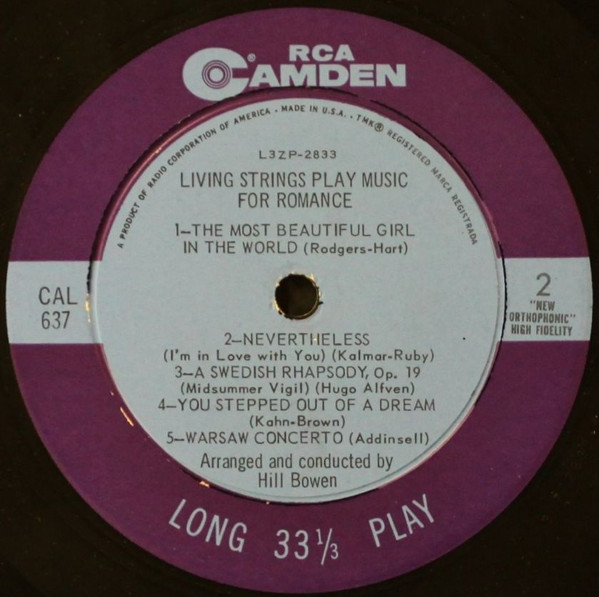 RCA
CAMDEN®
A PRODUCT OF RADIO CORPORATION OF AMERICA • MADE IN U.S.A. • TMK® REGISTERED MARCA REGISTRADA
L3ZP-2833
LIVING STRINGS PLAY MUSIC
FOR ROMANCE
1—THE MOST BEAUTIFUL GIRL
IN THE WORLD (Rodgers-Hart)
CAL
637
2
"NEW
ORTHOPHONIC"
HIGH FIDELITY
2—NEVERTHELESS
(I'm in Love with You) (Kalmar-Ruby)
3—A SWEDISH RHAPSODY, Op. 19
(Midsummer Vigil) (Hugo Alfven)
4—YOU STEPPED OUT OF A DREAM
(Kahn-Brown)
5—WARSAW CONCERTO (Addinsell)
Arranged and conducted by
Hill Bowen
LONG 33⅓ PLAY